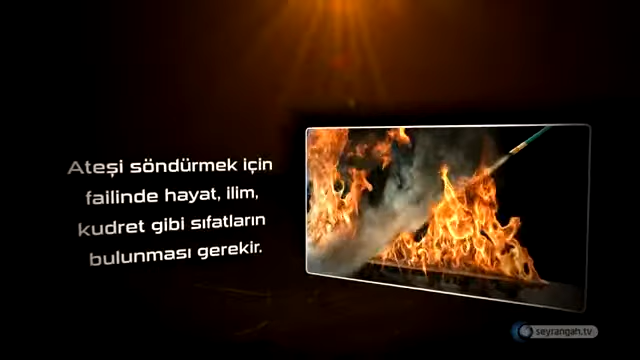 Ateşi söndürmek için
failinde hayat, ilim,
kudret gibi sıfatların
bulunması gerekir.
seyrangah.tv